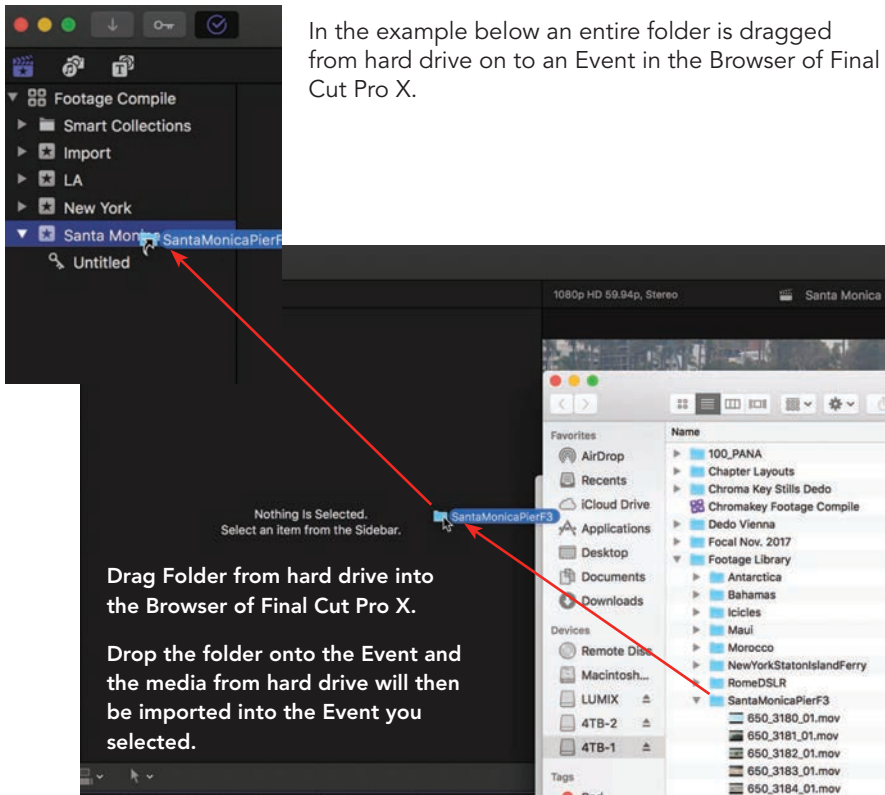 In the example below an entire folder is dragged
from hard drive on to an Event in the Browser of Final
Cut Pro X.
Footage Compile
Smart Collections
Import
LA
New York
Santa Mon
SantaMonicaPierF
Untitled
1080p HD 59.94p, Stereo
Santa Monica
Nothing Is Selected.
Select an item from the Sidebar.
SantaMonicaPierF3
Drag Folder from hard drive into
the Browser of Final Cut Pro X.
Drop the folder onto the Event and
the media from hard drive will then
be imported into the Event you
selected.
Favorites
AirDrop
Recents
iCloud Drive
Applications
Desktop
Documents
Downloads
Devices
Remote Disc
Macintosh...
LUMIX
4TB-2
4TB-1
Tags
Name
100_PANA
Chapter Layouts
Chroma Key Stills Dedo
Chromakey Footage Compile
Dedo Vienna
Focal Nov. 2017
Footage Library
Antarctica
Bahamas
Icicles
Maui
Morocco
NewYorkStatonIslandFerry
RomeDSLR
SantaMonicaPierF3
650_3180_01.mov
650_3181_01.mov
650_3182_01.mov
650_3183_01.mov
650_3184_01.mov